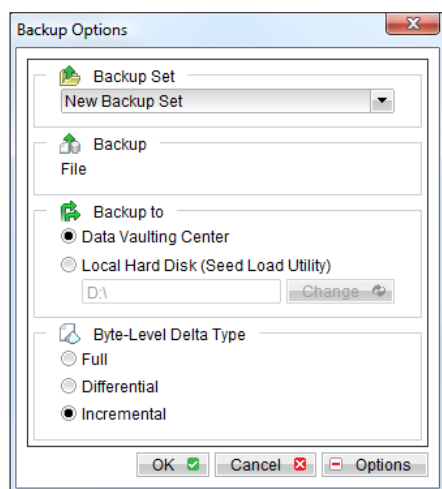 Backup Options
Backup Set
New Backup Set
Backup
File
Backup to
Data Vaulting Center
Local Hard Disk (Seed Load Utility)
D:\
Change
Byte-Level Delta Type
Full
Differential
Incremental
OK Cancel Options